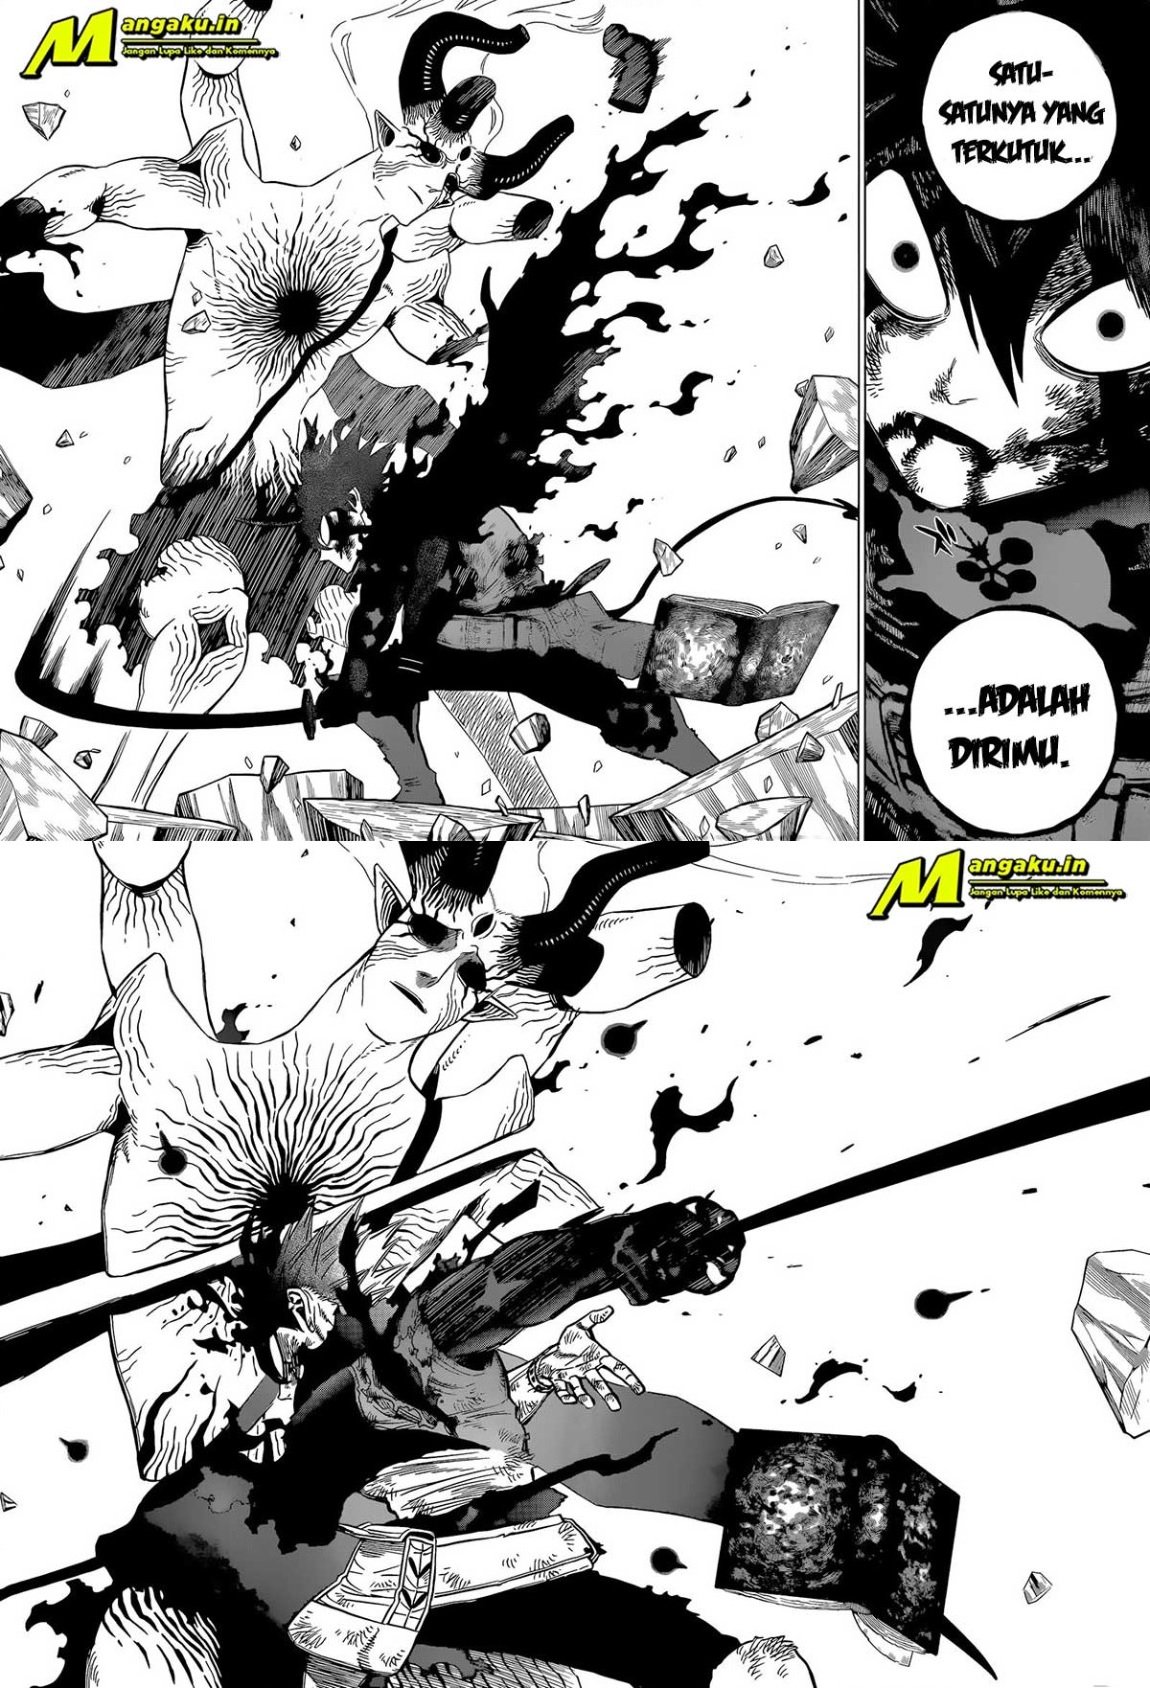 Mangaku.in
Jangan Lupa Like dan Komennya
SATU-
SATUNYA YANG
TERKUTUK...
...ADALAH
DIRIMU.
Mangaku.in
Jangan Lupa Like dan Komennya